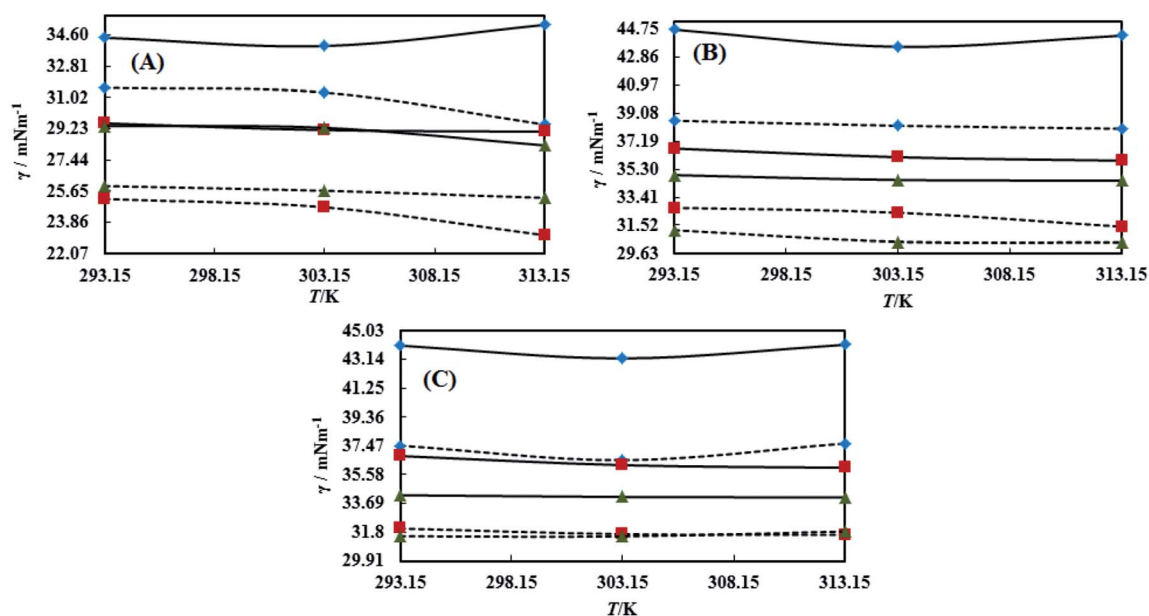 (A)
γ / mNm-1
34.60
32.81
31.02
29.23
27.44
25.65
23.86
22.07
293.15 298.15 303.15 308.15 313.15
T/K
(B)
γ / mNm-1
44.75
42.86
40.97
39.08
37.19
35.30
33.41
31.52
29.63
293.15 298.15 303.15 308.15 313.15
T/K
(C)
γ / mNm-1
45.03
43.14
41.25
39.36
37.47
35.58
33.69
31.8
29.91
293.15 298.15 303.15 308.15 313.15
T/K